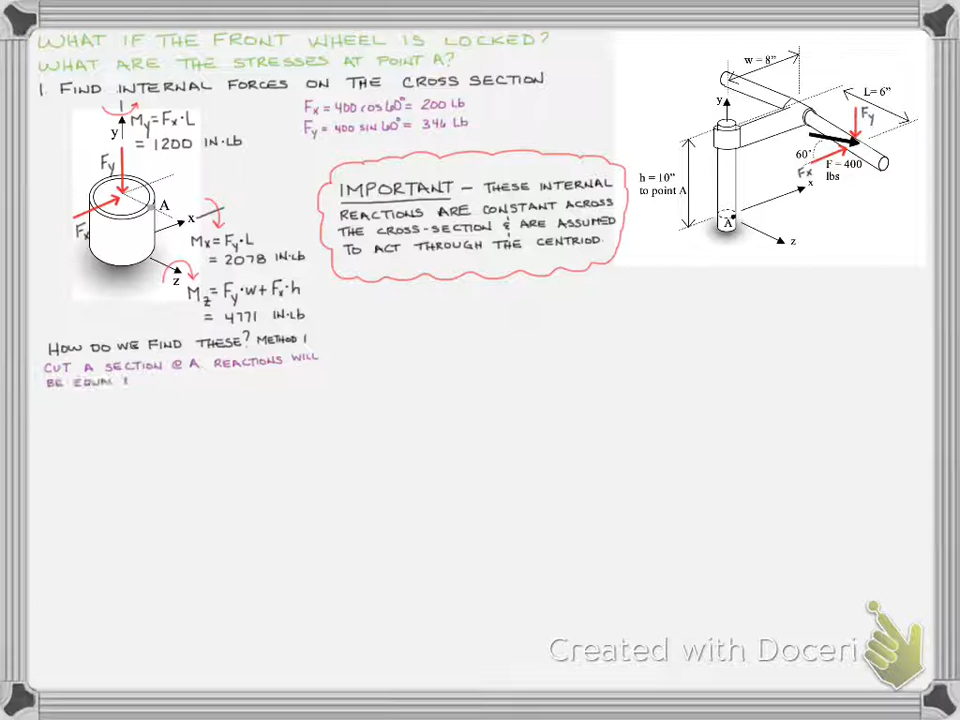 WHAT IF THE FRONT WHEEL IS LOCKED?
WHAT ARE THE STRESSES AT POINT A?
1. FIND INTERNAL FORCES ON THE CROSS SECTION
Fx = 400 cos 60° = 200 Lb
Fy = 400 sin 60° = 346 Lb
My = Fx·L
= 1200 IN·Lb
y
Fy
A
x
Fx
Mx = Fy·L
= 2078 IN·Lb
z
Mz = Fy·w + Fx·h
= 4771 IN·Lb
IMPORTANT – THESE INTERNAL
REACTIONS ARE CONSTANT ACROSS
THE CROSS-SECTION & ARE ASSUMED
TO ACT THROUGH THE CENTRIOD.
HOW DO WE FIND THESE? METHOD 1
CUT A SECTION @ A. REACTIONS WILL
BE EQUAL
w = 8"
L= 6"
y
Fy
60°
F = 400
lbs
Fx
x
h = 10"
to point A
A
z
Created with Doceri